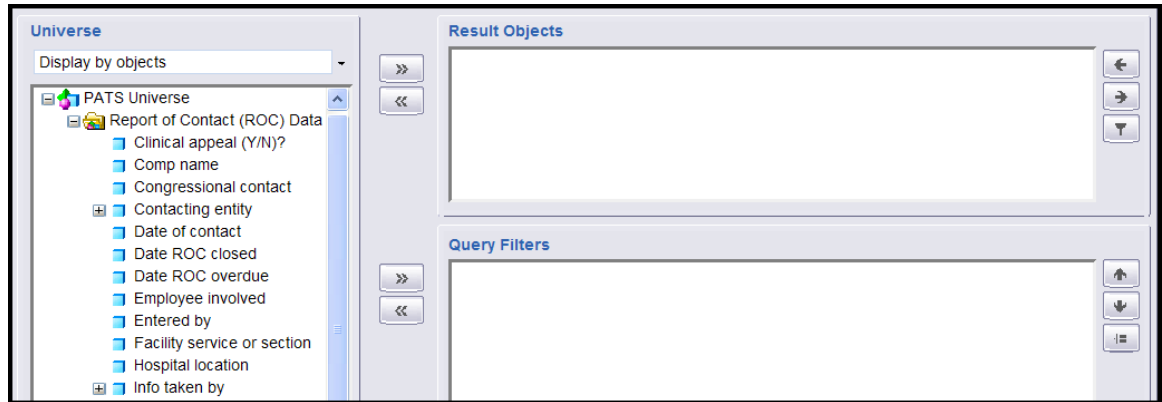 Universe
Display by objects
PATS Universe
Report of Contact (ROC) Data
Clinical appeal (Y/N)?
Comp name
Congressional contact
Contacting entity
Date of contact
Date ROC closed
Date ROC overdue
Employee involved
Entered by
Facility service or section
Hospital location
Info taken by
Result Objects
Query Filters